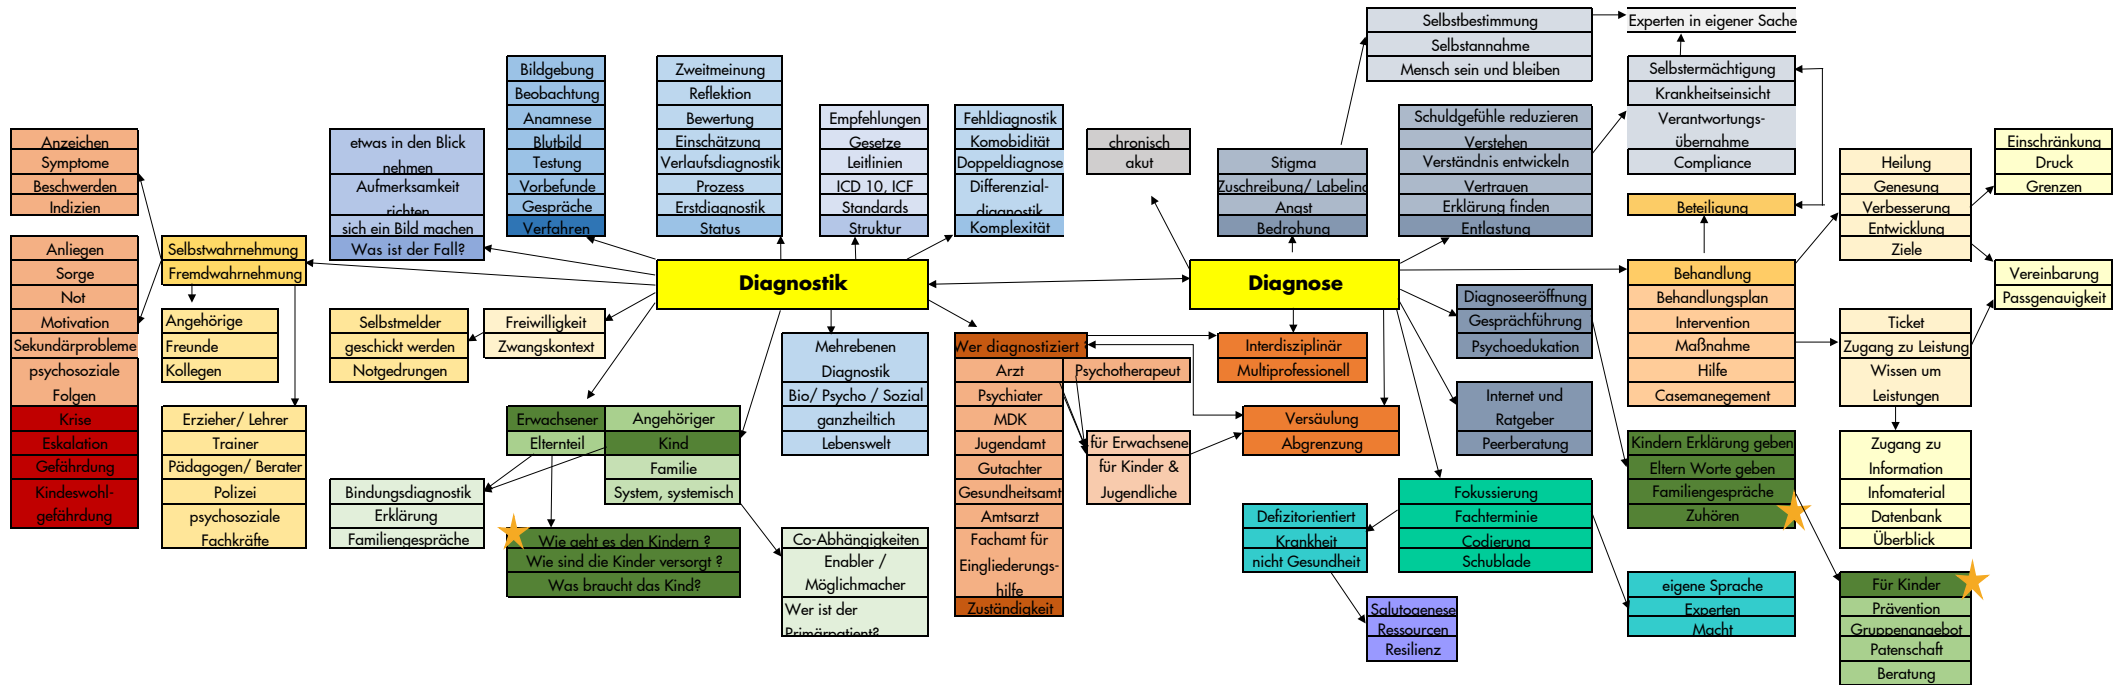 Selbstbestimmung
Selbstannahme
Mensch sein und bleiben
Experten in eigener Sache
Bildgebung
Beobachtung
Anamnese
Blutbild
Testung
Vorbefunde
Gespräche
Verfahren
Zweitmeinung
Reflektion
Bewertung
Einschätzung
Verlaufsdiagnostik
Prozess
Erstdiagnostik
Status
Empfehlungen
Gesetze
Leitlinien
ICD 10, ICF
Standards
Struktur
Fehldiagnostik
Komobidität
Doppeldiagnose
Differenzial-
diagnostik
Komplexität
chronisch
akut
Stigma
Zuschreibung/ Labeling
Angst
Bedrohung
Schuldgefühle reduzieren
Verstehen
Verständnis entwickeln
Vertrauen
Erklärung finden
Entlastung
Selbstermächtigung
Krankheitseinsicht
Verantwortungs-
übernahme
Compliance
Beteiligung
Heilung
Genesung
Verbesserung
Entwicklung
Ziele
Einschränkung
Druck
Grenzen
Anzeichen
Symptome
Beschwerden
Indizien
etwas in den Blick
nehmen
Aufmerksamkeit
richten
sich ein Bild machen
Was ist der Fall?
Anliegen
Sorge
Not
Motivation
Sekundärprobleme
psychosoziale
Folgen
Krise
Eskalation
Gefährdung
Kindeswohl-
gefährdung
Selbstwahrnehmung
Fremdwahrnehmung
Diagnostik
Diagnose
Behandlung
Behandlungsplan
Intervention
Maßnahme
Hilfe
Casemanegement
Vereinbarung
Passgenauigkeit
Angehörige
Freunde
Kollegen
Selbstmelder
geschickt werden
Notgedrungen
Freiwilligkeit
Zwangskontext
Mehrebenen
Diagnostik
Bio/ Psycho / Sozial
ganzheiltich
Lebenswelt
Wer diagnostiziert ?
Arzt
Psychotherapeut
Psychiater
MDK
Jugendamt
Gutachter
Gesundheitsamt
Amtsarzt
Fachamt für
Eingliederungs-
hilfe
Zuständigkeit
für Erwachsene
für Kinder &
Jugendliche
Interdisziplinär
Multiprofessionell
Versäulung
Abgrenzung
Diagnoseeröffnung
Gesprächführung
Psychoedukation
Internet und
Ratgeber
Peerberatung
Ticket
Zugang zu Leistung
Wissen um
Leistungen
Erzieher/ Lehrer
Trainer
Pädagogen/ Berater
Polizei
psychosoziale
Fachkräfte
Erwachsener
Elternteil
Angehöriger
Kind
Familie
System, systemisch
Bindungsdiagnostik
Erklärung
Familiengespräche
Wie geht es den Kindern ?
Wie sind die Kinder versorgt ?
Was braucht das Kind?
Co-Abhängigkeiten
Enabler /
Möglichmacher
Wer ist der
Primärpatient?
Defizitorientiert
Krankheit
nicht Gesundheit
Fokussierung
Fachterminie
Codierung
Schublade
Kindern Erklärung geben
Eltern Worte geben
Familiengespräche
Zuhören
Zugang zu
Information
Infomaterial
Datenbank
Überblick
Salutogenese
Ressourcen
Resilienz
eigene Sprache
Experten
Macht
Für Kinder
Prävention
Gruppenangebot
Patenschaft
Beratung